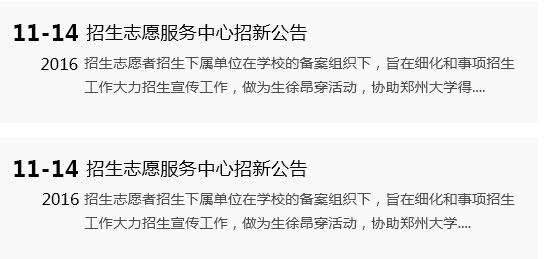 11-14 招生志愿服务中心招新公告
2016 招生志愿者招生下属单位在学校的备案组织下，旨在细化和事项招生
工作大力招生宣传工作，做为生徐昂穿活动，协助郑州大学得....
11-14 招生志愿服务中心招新公告
2016 招生志愿者招生下属单位在学校的备案组织下，旨在细化和事项招生
工作大力招生宣传工作，做为生徐昂穿活动，协助郑州大学....